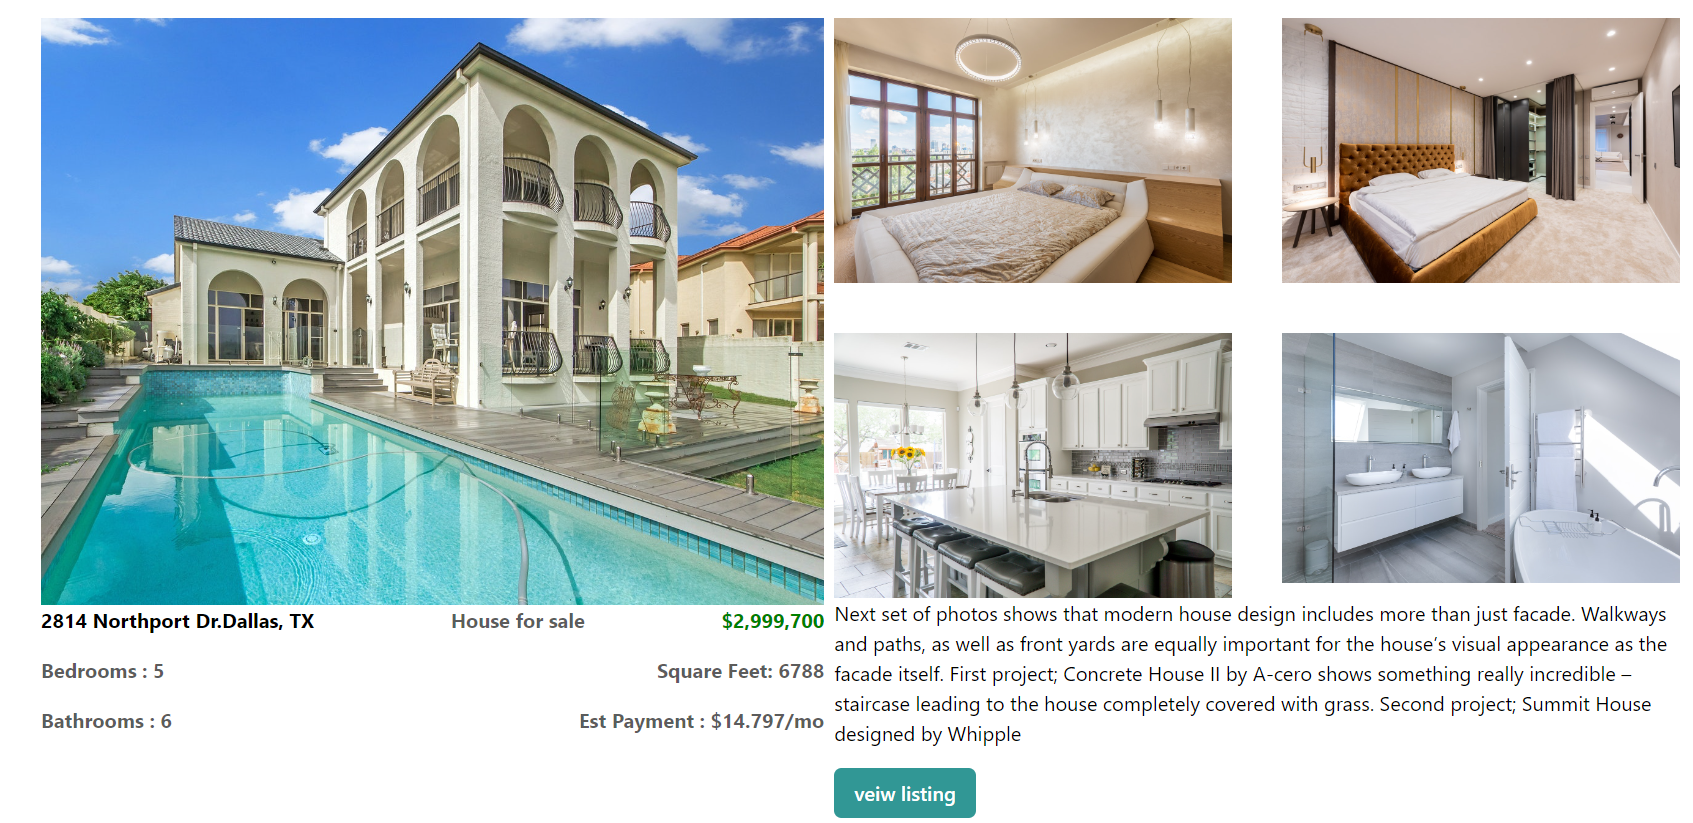 2814 Northport Dr.Dallas, TX
House for sale
$2,999,700
Bedrooms : 5
Square Feet: 6788
Bathrooms : 6
Est Payment : $14.797/mo
Next set of photos shows that modern house design includes more than just facade. Walkways
and paths, as well as front yards are equally important for the house’s visual appearance as the
facade itself. First project; Concrete House II by A-cero shows something really incredible –
staircase leading to the house completely covered with grass. Second project; Summit House
designed by Whipple
veiw listing